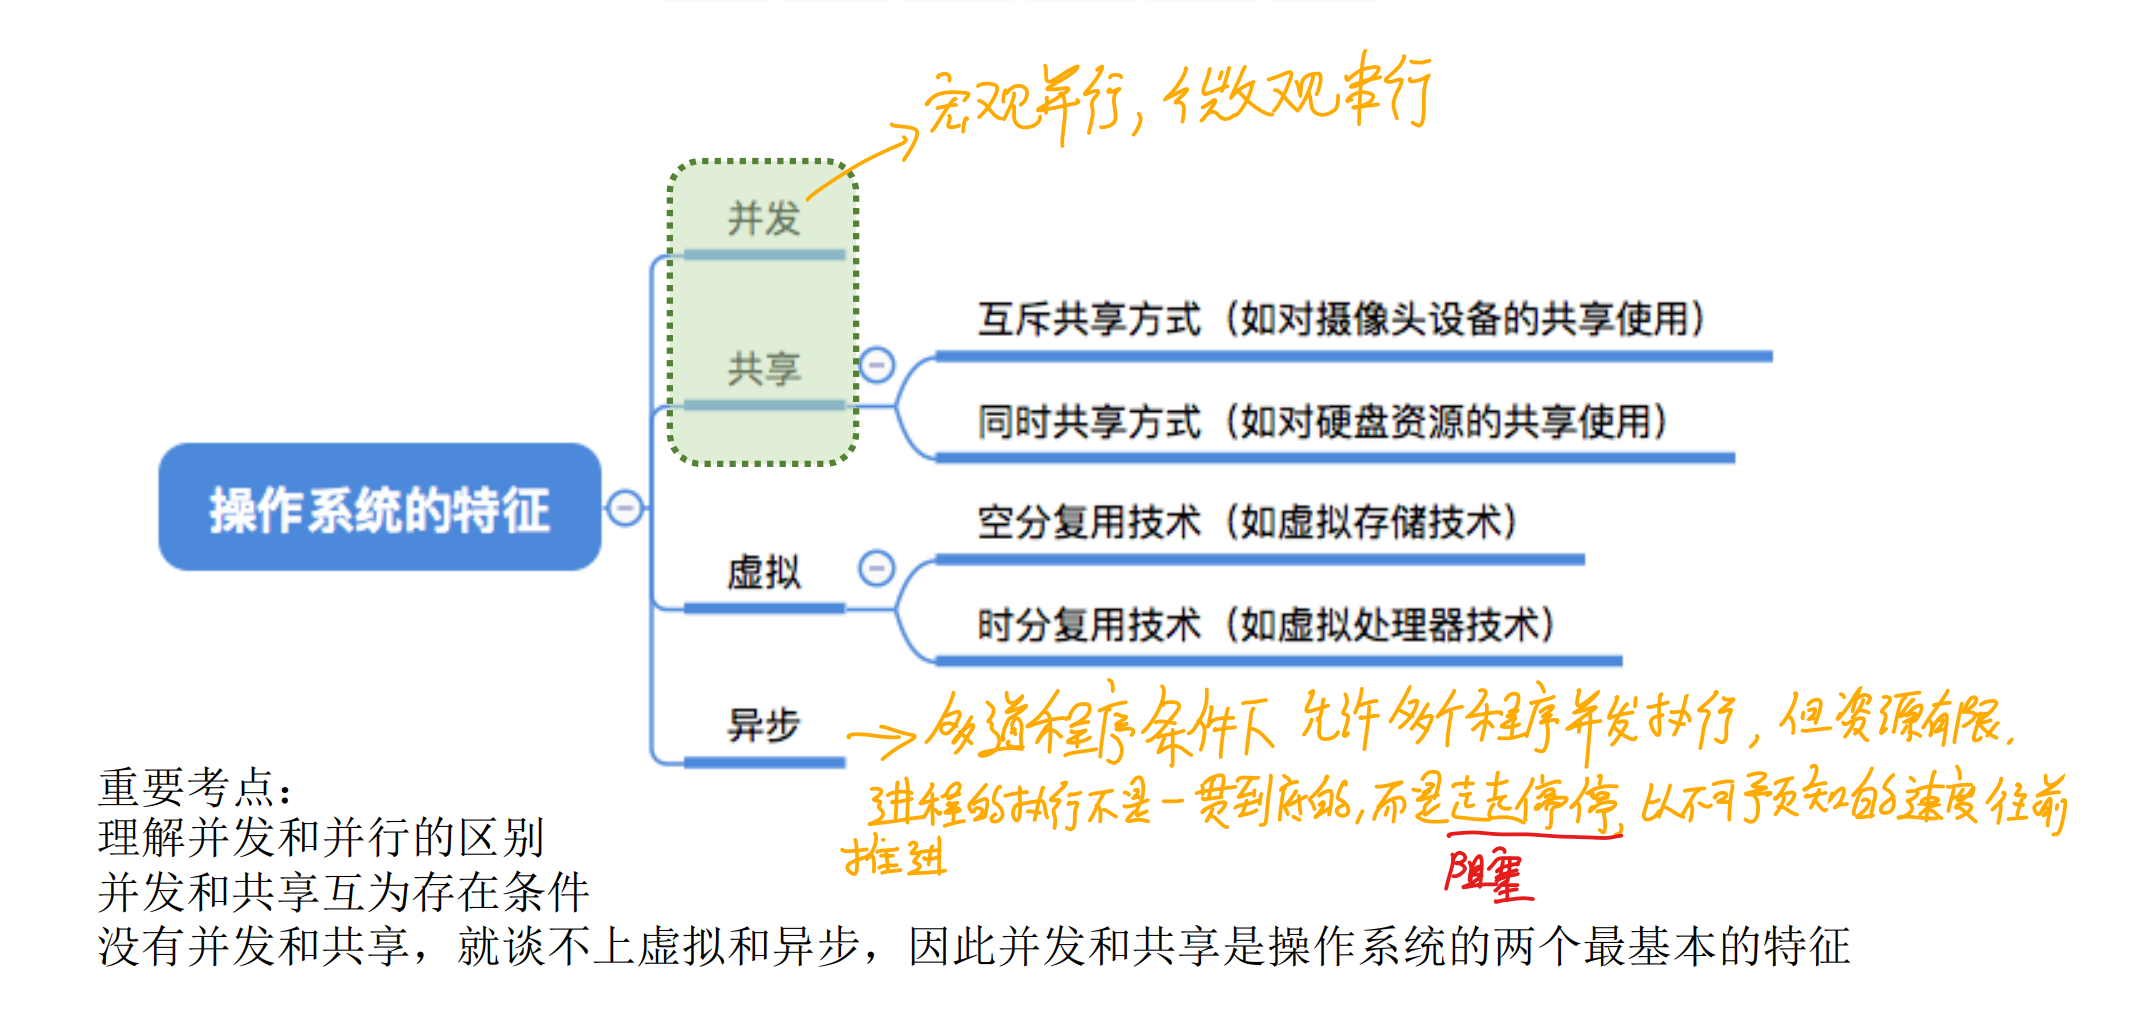 宏观并行，微观串行
并发
互斥共享方式（如对摄像头设备的共享使用）
共享
同时共享方式（如对硬盘资源的共享使用）
操作系统的特征
空分复用技术（如虚拟存储技术）
虚拟
时分复用技术（如虚拟处理器技术）
异步
多道程序条件下 允许多个程序并发执行，但资源有限.
进程的执行不是一贯到底的，而是走走停停，以不可预知的速度往前
推进
阻塞
重要考点：
理解并发和并行的区别
并发和共享互为存在条件
没有并发和共享，就谈不上虚拟和异步，因此并发和共享是操作系统的两个最基本的特征